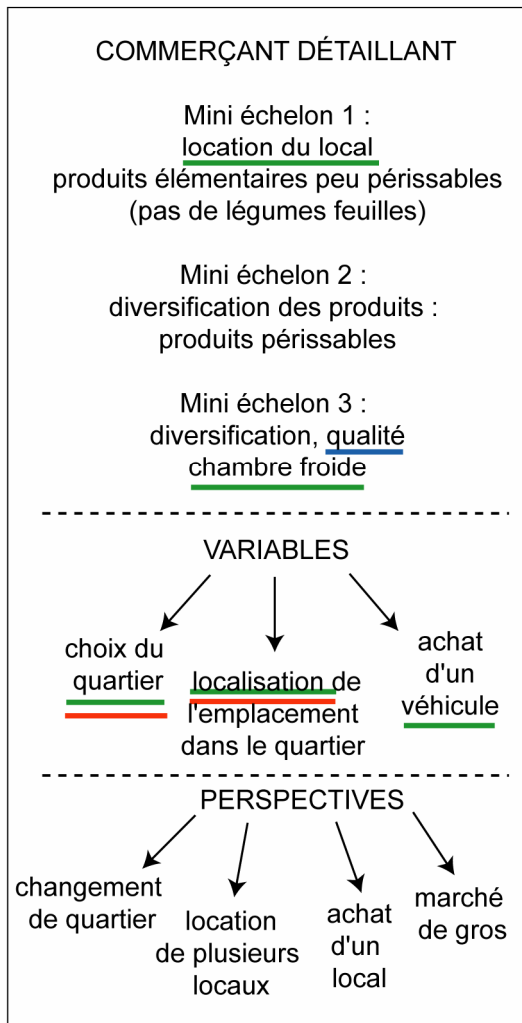 COMMERÇANT DÉTAILLANT
Mini échelon 1 :
location du local
produits élémentaires peu périssables
(pas de légumes feuilles)
Mini échelon 2 :
diversification des produits :
produits périssables
Mini échelon 3 :
diversification, qualité
chambre froide
VARIABLES
choix du
quartier
localisation de
l'emplacement
dans le quartier
achat
d'un
véhicule
PERSPECTIVES
changement
de quartier
location
de plusieurs
locaux
achat
d'un
local
marché
de gros